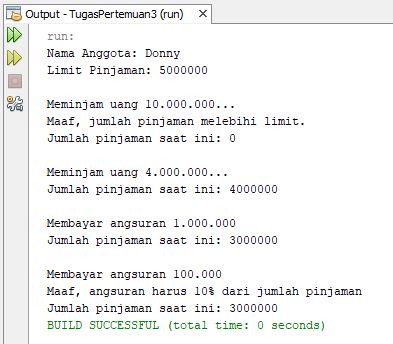 Output - TugasPertemuan3 (run)
run:
Nama Anggota: Donny
Limit Pinjaman: 5000000
Meminjam uang 10.000.000...
Maaf, jumlah pinjaman melebihi limit.
Jumlah pinjaman saat ini: 0
Meminjam uang 4.000.000...
Jumlah pinjaman saat ini: 4000000
Membayar angsuran 1.000.000
Jumlah pinjaman saat ini: 3000000
Membayar angsuran 100.000
Maaf, angsuran harus 10% dari jumlah pinjaman
Jumlah pinjaman saat ini: 3000000
BUILD SUCCESSFUL (total time: 0 seconds)